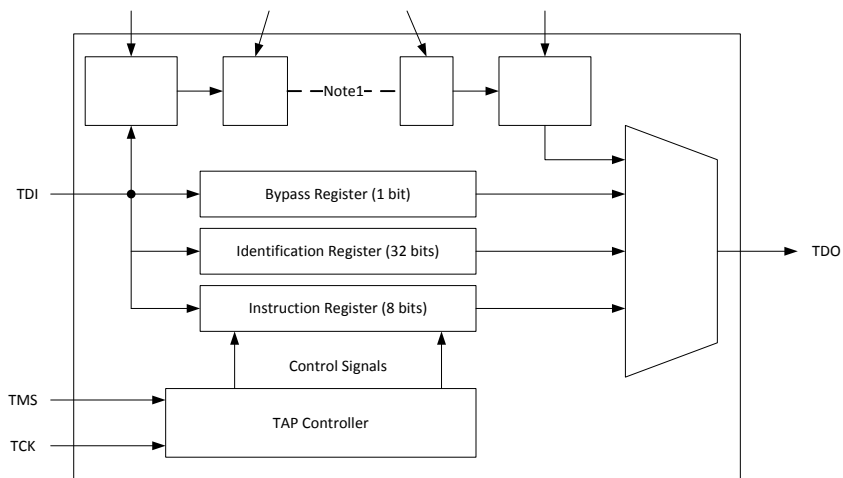 Note1
TDI
Bypass Register (1 bit)
Identification Register (32 bits)
TDO
Instruction Register (8 bits)
Control Signals
TMS
TAP Controller
TCK